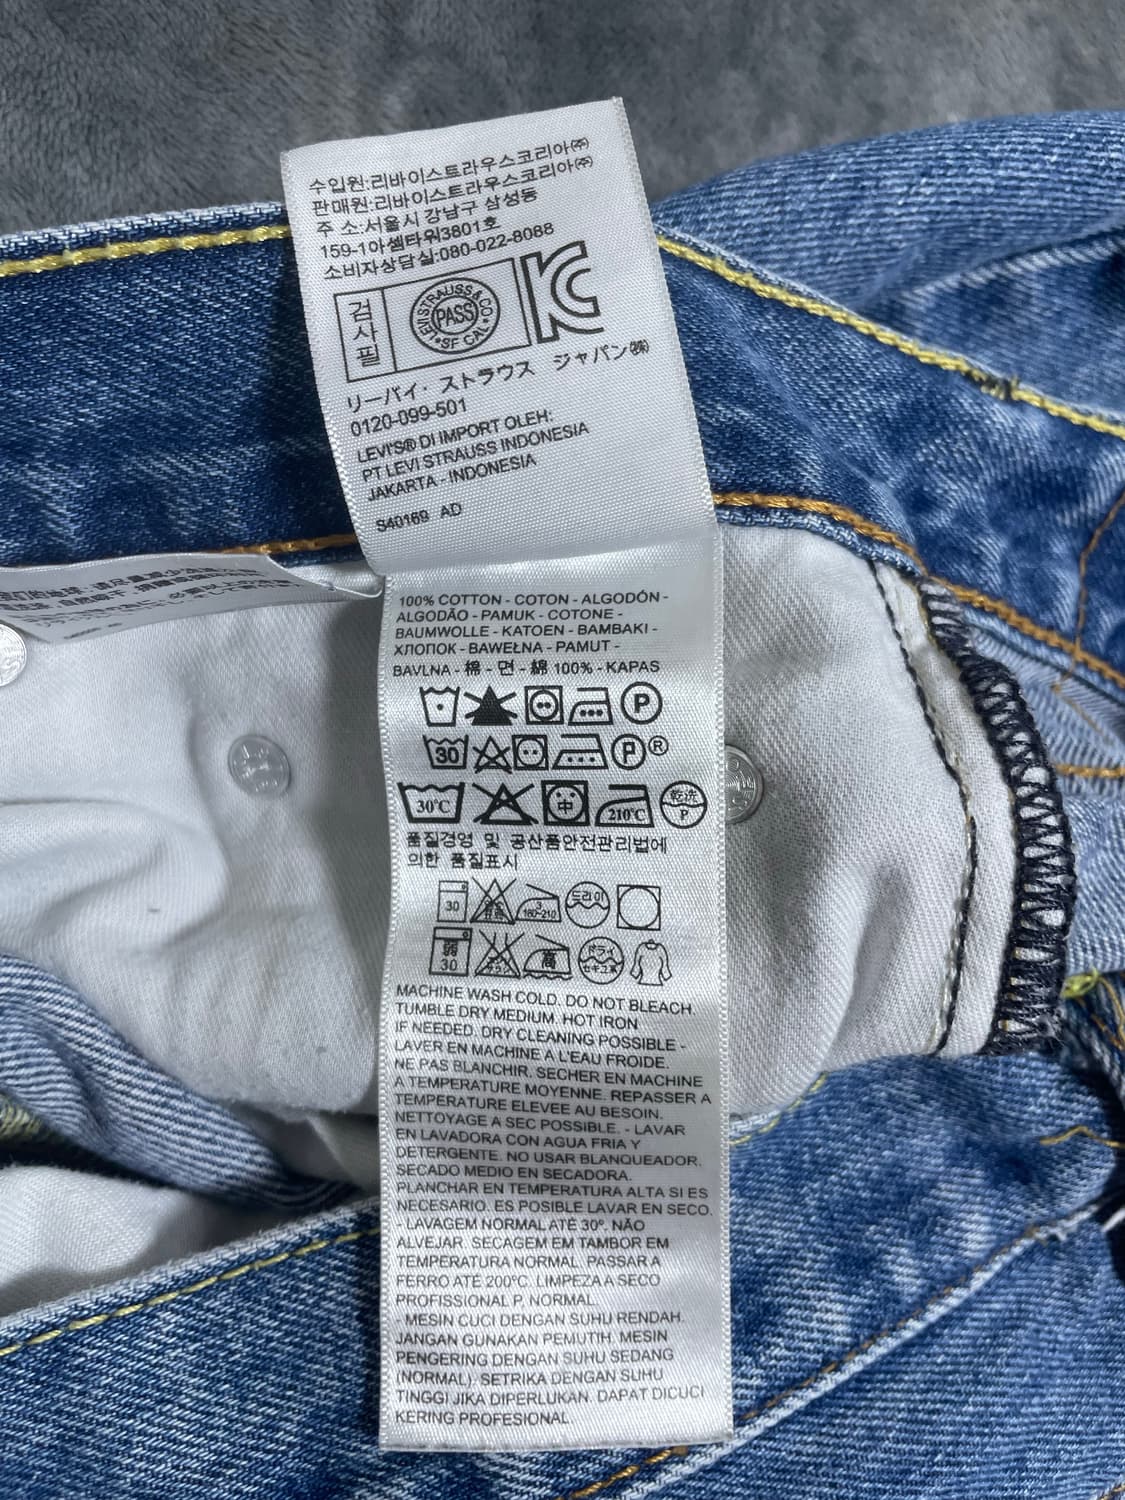 수입원:리바이스트라우스코리아㈜
판매원:리바이스트라우스코리아㈜
주 소:서울시 강남구 삼성동
159-1아셈타워3801호
소비자상담실:080-022-8088
검사필
LEVI STRAUSS & CO
PASS
SF CAL
リーバイ・ストラウス ジャパン㈱
0120-099-501
LEVI'S® DI IMPORT OLEH:
PT LEVI STRAUSS INDONESIA
JAKARTA - INDONESIA
S40169 AD
100% COTTON - COTON - ALGODÓN -
ALGODÃO - PAMUK - COTONE -
BAUMWOLLE - KATOEN - BAMBAKI -
ХЛОПОК - BAWEŁNA - PAMUT -
BAVLNA - 棉 - 면 - 綿 100% - KAPAS
P
30 P ®
30℃ 中 210℃ 乾洗 P
품질경영 및 공산품안전관리법에
의한 품질표시
30 3 180~210 드라이
弱 30 高 ドライ
MACHINE WASH COLD. DO NOT BLEACH.
TUMBLE DRY MEDIUM. HOT IRON
IF NEEDED. DRY CLEANING POSSIBLE -
LAVER EN MACHINE A L'EAU FROIDE.
NE PAS BLANCHIR. SECHER EN MACHINE
A TEMPERATURE MOYENNE. REPASSER A
TEMPERATURE ELEVEE AU BESOIN.
NETTOYAGE A SEC POSSIBLE. - LAVAR
EN LAVADORA CON AGUA FRIA Y
DETERGENTE. NO USAR BLANQUEADOR.
SECADO MEDIO EN SECADORA.
PLANCHAR EN TEMPERATURA ALTA SI ES
NECESARIO. ES POSIBLE LAVAR EN SECO.
- LAVAGEM NORMAL ATÉ 30º. NÃO
ALVEJAR. SECAGEM EM TAMBOR EM
TEMPERATURA NORMAL. PASSAR A
FERRO ATÉ 200ºC. LIMPEZA A SECO
PROFISSIONAL P, NORMAL.
- MESIN CUCI DENGAN SUHU RENDAH.
JANGAN GUNAKAN PEMUTIH. MESIN
PENGERING DENGAN SUHU SEDANG
(NORMAL). SETRIKA DENGAN SUHU
TINGGI JIKA DIPERLUKAN. DAPAT DICUCI
KERING PROFESIONAL.